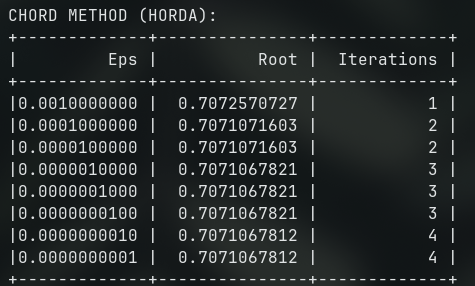 CHORD METHOD (HORDA):
+-------------+---------------+-------------+
|         Eps |          Root |  Iterations |
+-------------+---------------+-------------+
|0.0010000000 |  0.7072570727 |           1 |
|0.0001000000 |  0.7071071603 |           2 |
|0.0000100000 |  0.7071071603 |           2 |
|0.0000010000 |  0.7071067821 |           3 |
|0.0000001000 |  0.7071067821 |           3 |
|0.0000000100 |  0.7071067821 |           3 |
|0.0000000010 |  0.7071067812 |           4 |
|0.0000000001 |  0.7071067812 |           4 |
+-------------+---------------+-------------+